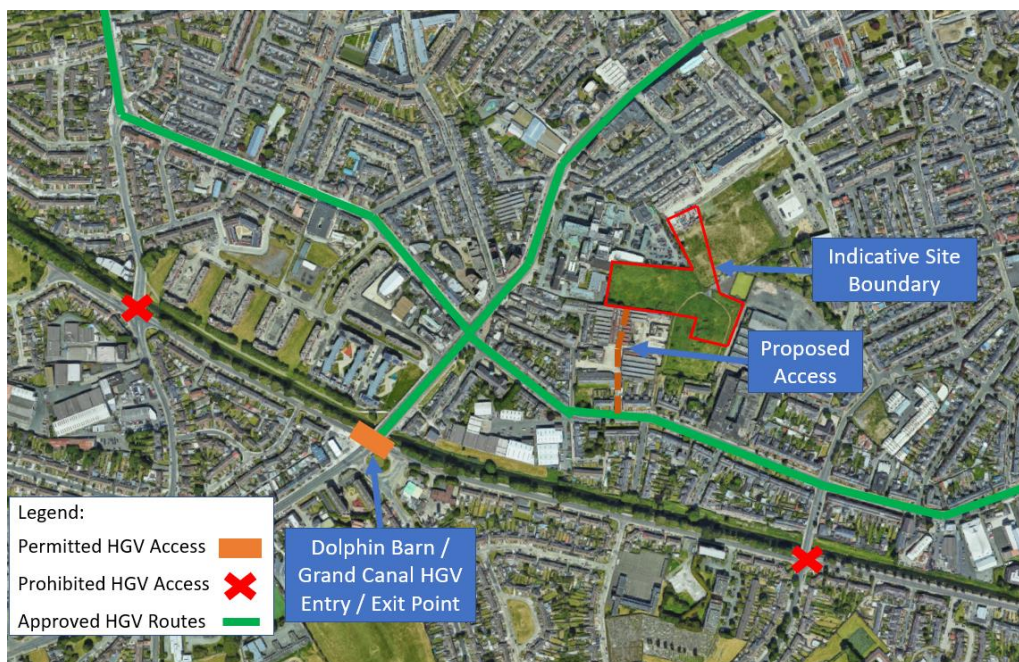 Indicative Site
Boundary
Proposed
Access
Legend:
Permitted HGV Access
Prohibited HGV Access
Approved HGV Routes
Dolphin Barn /
Grand Canal HGV
Entry / Exit Point